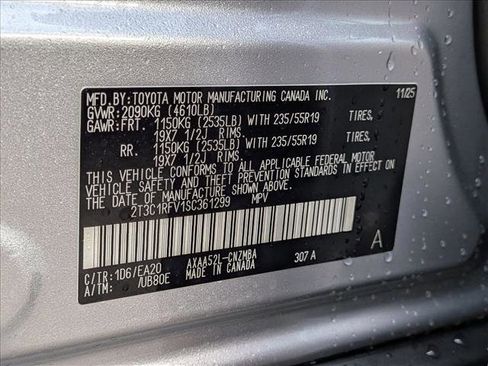 MFD.BY:TOYOTA MOTOR MANUFACTURING CANADA INC. 11/25
GVWR:2090KG (4610LB)
GAWR:FRT. 1150KG (2535LB) WITH 235/55R19 TIRES,
19X7 1/2J RIMS.
RR. 1150KG (2535LB) WITH 235/55R19 TIRES,
19X7 1/2J RIMS.
THIS VEHICLE CONFORMS TO ALL APPLICABLE FEDERAL MOTOR
VEHICLE SAFETY AND THEFT PREVENTION STANDARDS IN EFFECT ON
THE DATE OF MANUFACTURE SHOWN ABOVE.
2T3C1RFV1SC361299 MPV
A
C/TR:1D6/EA20 AXAA52L-CNZMBA 307A
A/TM: /UB80E MADE IN CANADA